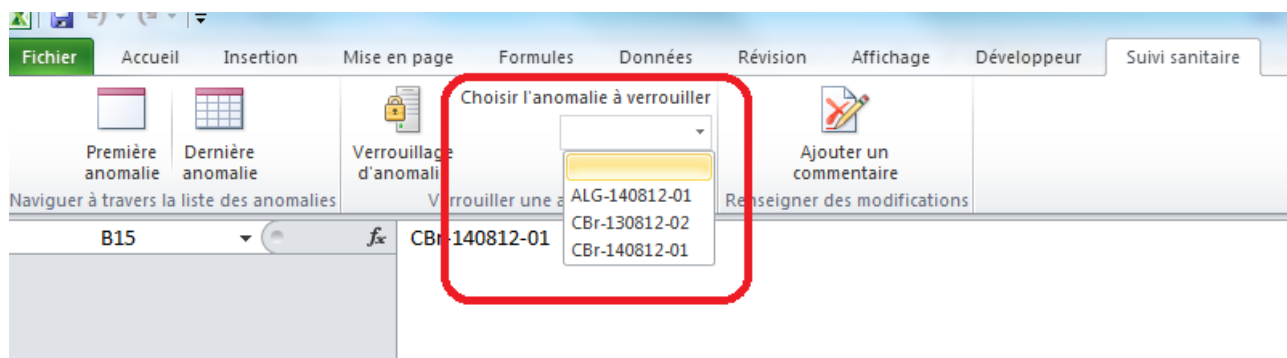 Fichier Accueil Insertion Mise en page Formules Données Révision Affichage Développeur Suivi sanitaire
Choisir l'anomalie à verrouiller
Première anomalie
Dernière anomalie
Verrouillage d'anomali
Ajouter un commentaire
ALG-140812-01
CBr-130812-02
CBr-140812-01
Naviguer à travers la liste des anomalies
Verrouiller une a
Renseigner des modifications
B15 fx CBr-140812-01